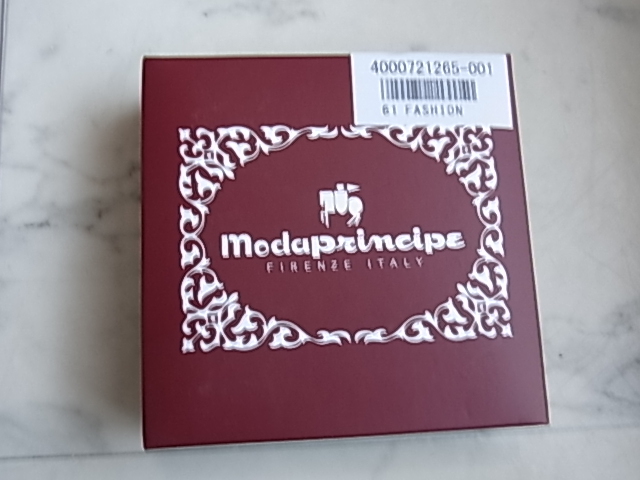 4000721265-001
61 FASHION
Modaprincipe
FIRENZE ITALY